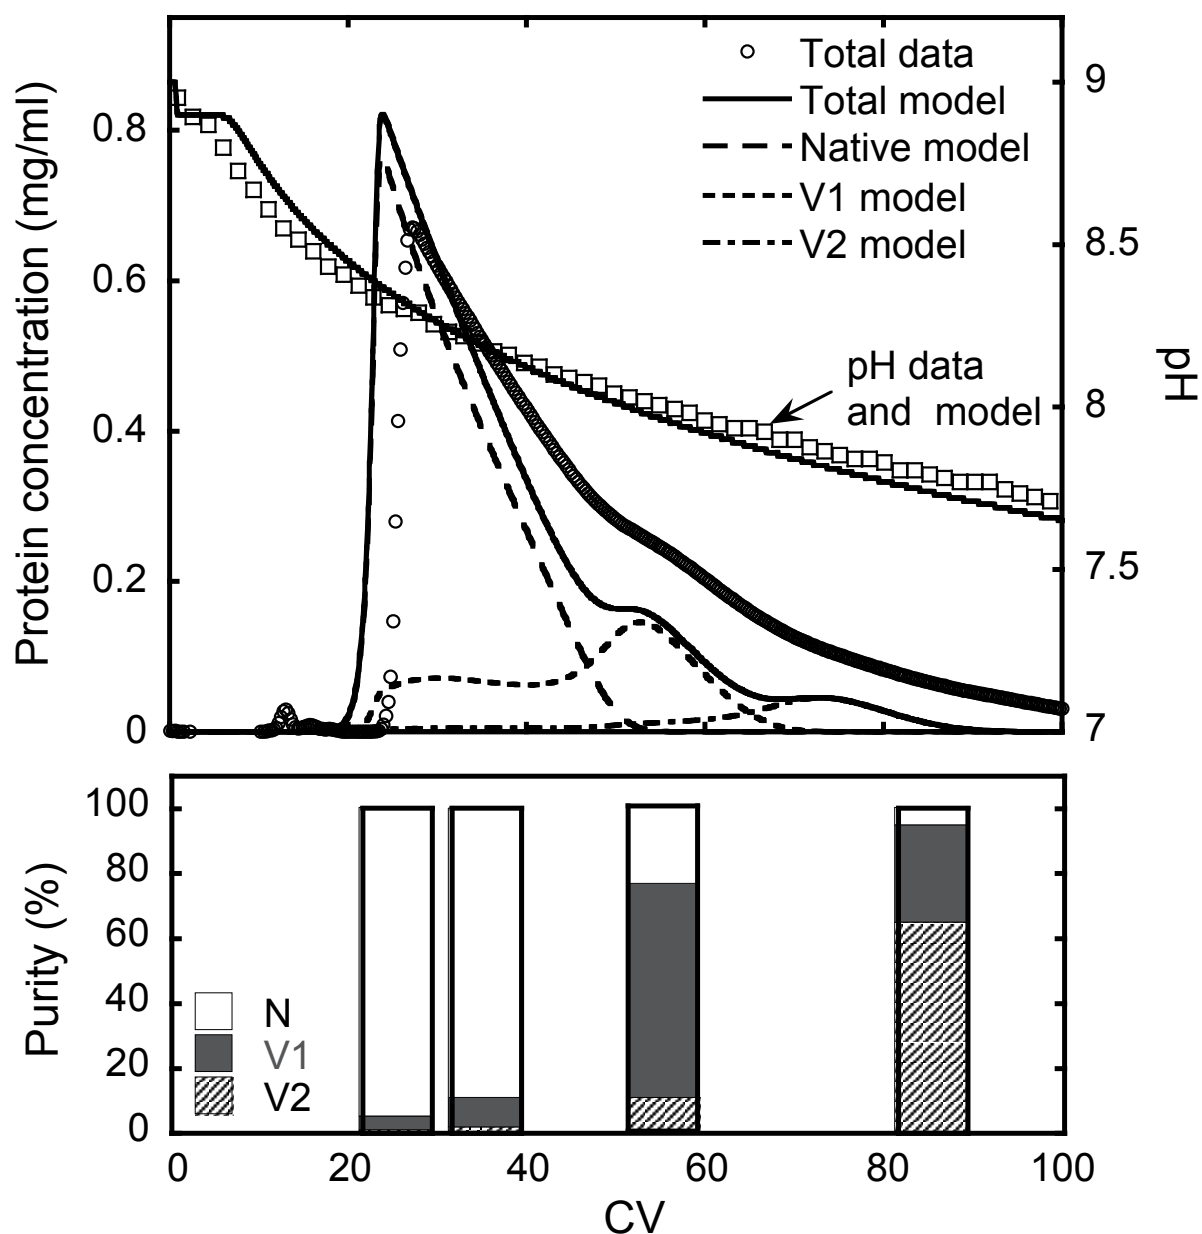 Total data
Total model
Native model
V1 model
V2 model
pH data
and model
Protein concentration (mg/ml)
0.8
0.6
0.4
0.2
0
pH
9
8.5
8
7.5
7
Purity (%)
100
80
60
40
20
0
N
V1
V2
0 20 40 60 80 100
CV